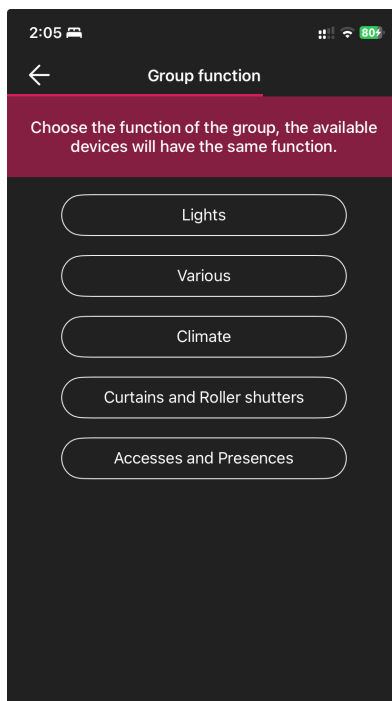 2:05
80
Group function
Choose the function of the group, the available
devices will have the same function.
Lights
Various
Climate
Curtains and Roller shutters
Accesses and Presences